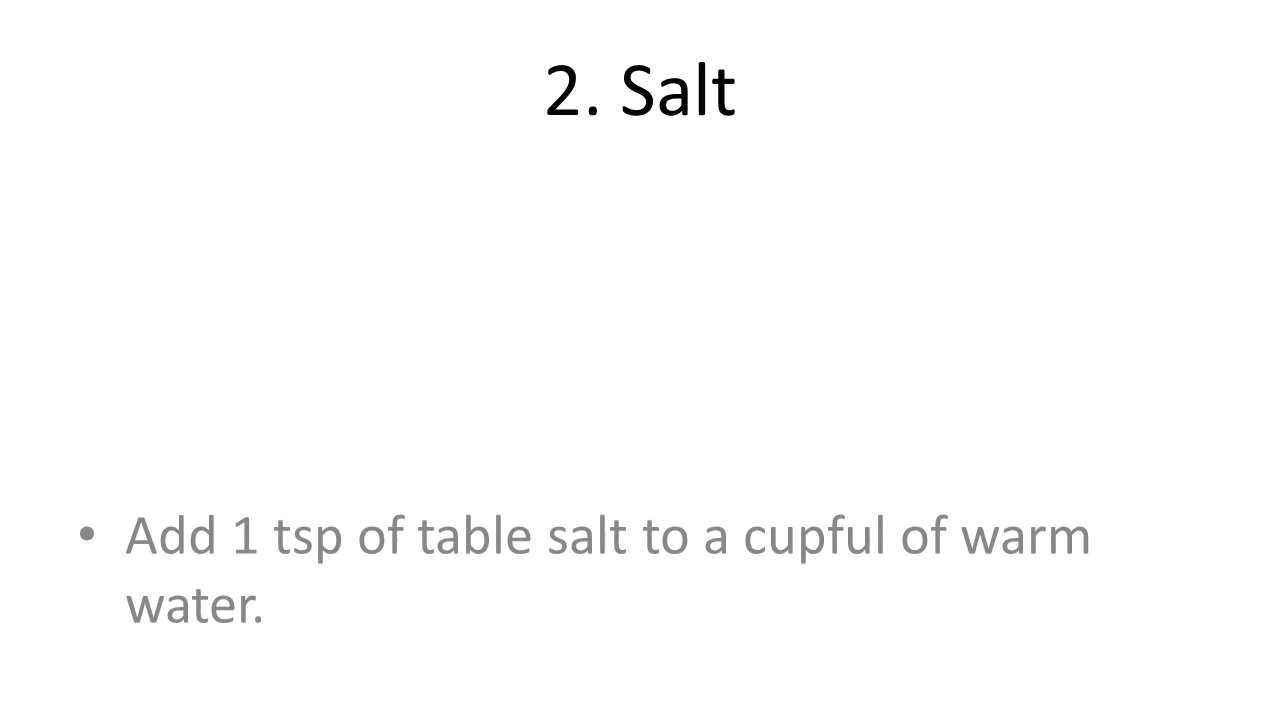 2. Salt
• Add 1 tsp of table salt to a cupful of warm
water.